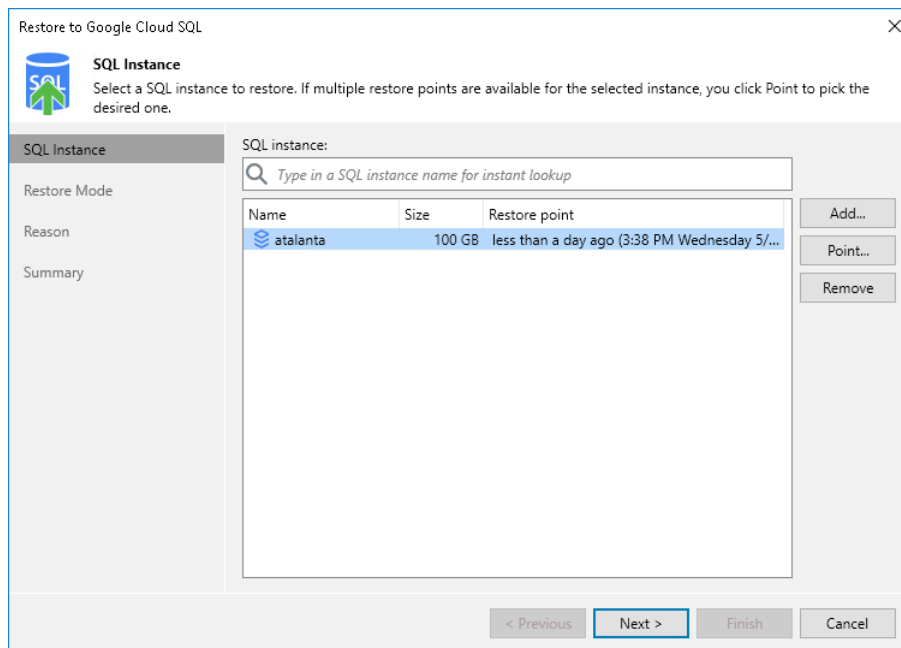 Restore to Google Cloud SQL
SQL
SQL Instance
Select a SQL instance to restore. If multiple restore points are available for the selected instance, you click Point to pick the
desired one.
SQL Instance
Restore Mode
Reason
Summary
SQL instance:
Type in a SQL instance name for instant lookup
Name Size Restore point
atalanta 100 GB less than a day ago (3:38 PM Wednesday 5/...
Add...
Point...
Remove
< Previous Next > Finish Cancel